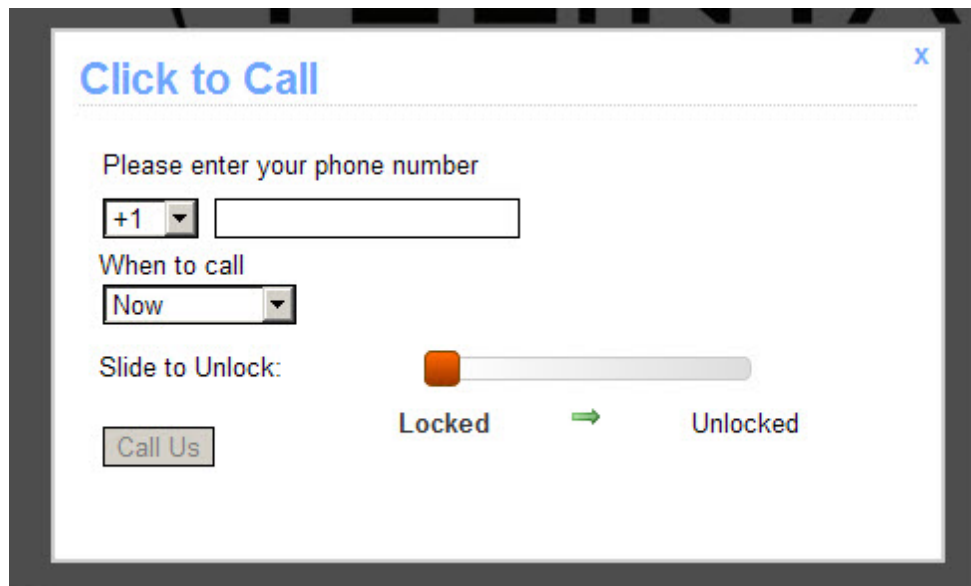 x
Click to Call
Please enter your phone number
+1
When to call
Now
Slide to Unlock:
Locked Unlocked
Call Us